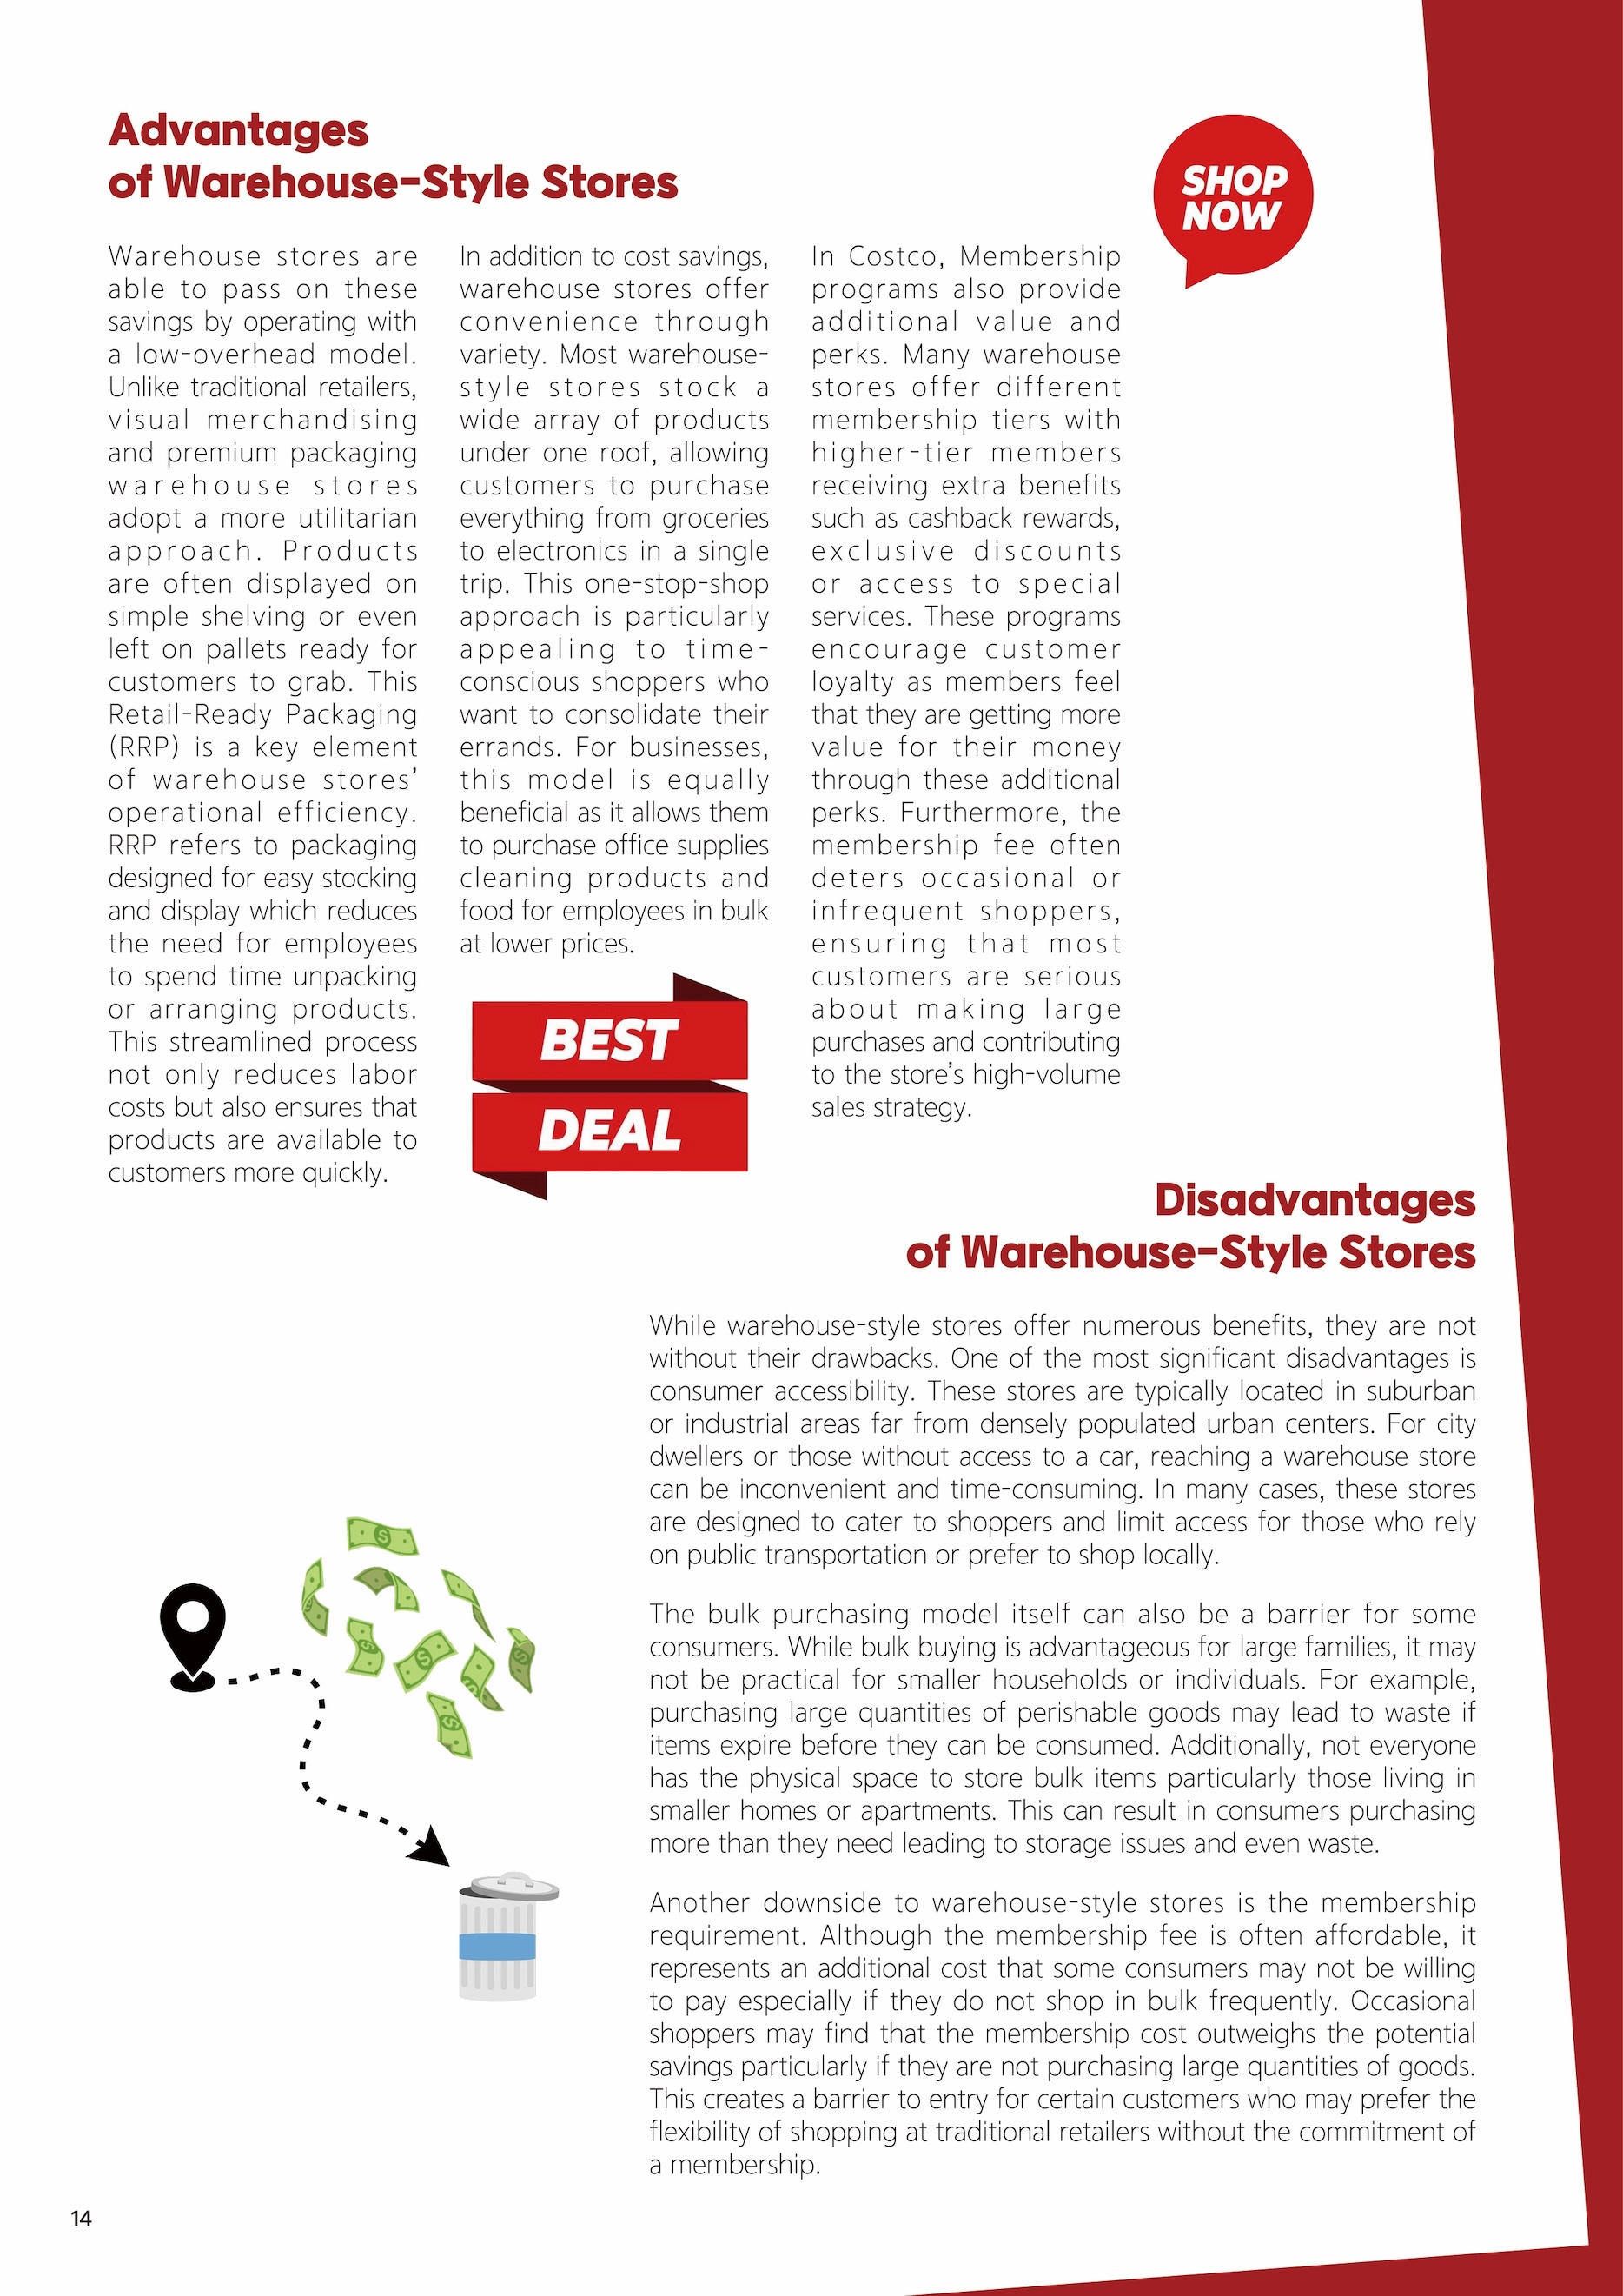 Advantages
of Warehouse-Style Stores
SHOP
NOW
Warehouse stores are
able to pass on these
savings by operating with
a low-overhead model.
Unlike traditional retailers,
visual merchandising
and premium packaging
warehouse stores
adopt a more utilitarian
approach. Products
are often displayed on
simple shelving or even
left on pallets ready for
customers to grab. This
Retail-Ready Packaging
(RRP) is a key element
of warehouse stores’
operational efficiency.
RRP refers to packaging
designed for easy stocking
and display which reduces
the need for employees
to spend time unpacking
or arranging products.
This streamlined process
not only reduces labor
costs but also ensures that
products are available to
customers more quickly.
In addition to cost savings,
warehouse stores offer
convenience through
variety. Most warehouse-
style stores stock a
wide array of products
under one roof, allowing
customers to purchase
everything from groceries
to electronics in a single
trip. This one-stop-shop
approach is particularly
appealing to time-
conscious shoppers who
want to consolidate their
errands. For businesses,
this model is equally
beneficial as it allows them
to purchase office supplies
cleaning products and
food for employees in bulk
at lower prices.
BEST
DEAL
In Costco, Membership
programs also provide
additional value and
perks. Many warehouse
stores offer different
membership tiers with
higher-tier members
receiving extra benefits
such as cashback rewards,
exclusive discounts
or access to special
services. These programs
encourage customer
loyalty as members feel
that they are getting more
value for their money
through these additional
perks. Furthermore, the
membership fee often
deters occasional or
infrequent shoppers,
ensuring that most
customers are serious
about making large
purchases and contributing
to the store’s high-volume
sales strategy.
Disadvantages
of Warehouse-Style Stores
While warehouse-style stores offer numerous benefits, they are not
without their drawbacks. One of the most significant disadvantages is
consumer accessibility. These stores are typically located in suburban
or industrial areas far from densely populated urban centers. For city
dwellers or those without access to a car, reaching a warehouse store
can be inconvenient and time-consuming. In many cases, these stores
are designed to cater to shoppers and limit access for those who rely
on public transportation or prefer to shop locally.
The bulk purchasing model itself can also be a barrier for some
consumers. While bulk buying is advantageous for large families, it may
not be practical for smaller households or individuals. For example,
purchasing large quantities of perishable goods may lead to waste if
items expire before they can be consumed. Additionally, not everyone
has the physical space to store bulk items particularly those living in
smaller homes or apartments. This can result in consumers purchasing
more than they need leading to storage issues and even waste.
Another downside to warehouse-style stores is the membership
requirement. Although the membership fee is often affordable, it
represents an additional cost that some consumers may not be willing
to pay especially if they do not shop in bulk frequently. Occasional
shoppers may find that the membership cost outweighs the potential
savings particularly if they are not purchasing large quantities of goods.
This creates a barrier to entry for certain customers who may prefer the
flexibility of shopping at traditional retailers without the commitment of
a membership.
14